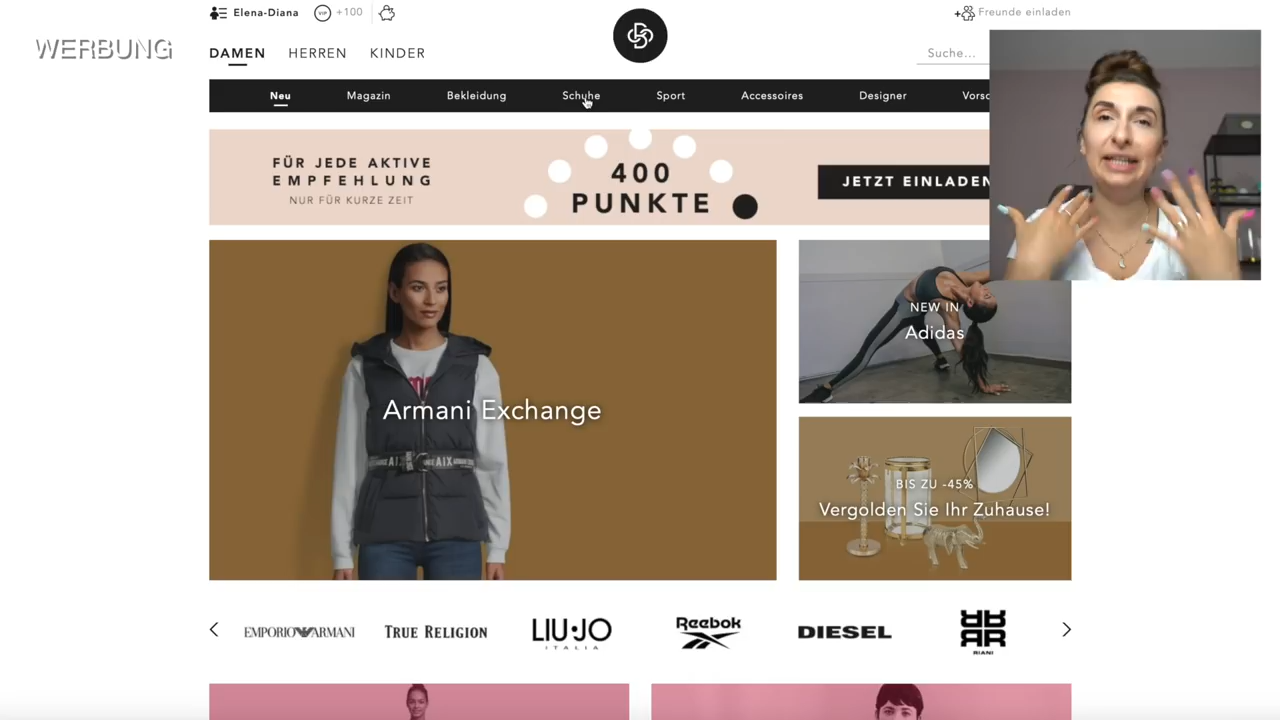 WERBUNG
Elena-Diana VIP +100
Freunde einladen
DAMEN HERREN KINDER
Suche...
Neu Magazin Bekleidung Schuhe Sport Accessoires Designer
FÜR JEDE AKTIVE
EMPFEHLUNG
NUR FÜR KURZE ZEIT
400
PUNKTE
JETZT EINLADEN
Armani Exchange
NEW IN
Adidas
BIS ZU -45%
Vergolden Sie Ihr Zuhause!
EMPORIO ARMANI
TRUE RELIGION
LIU·JO
ITALIA
Reebok
DIESEL
RIANI